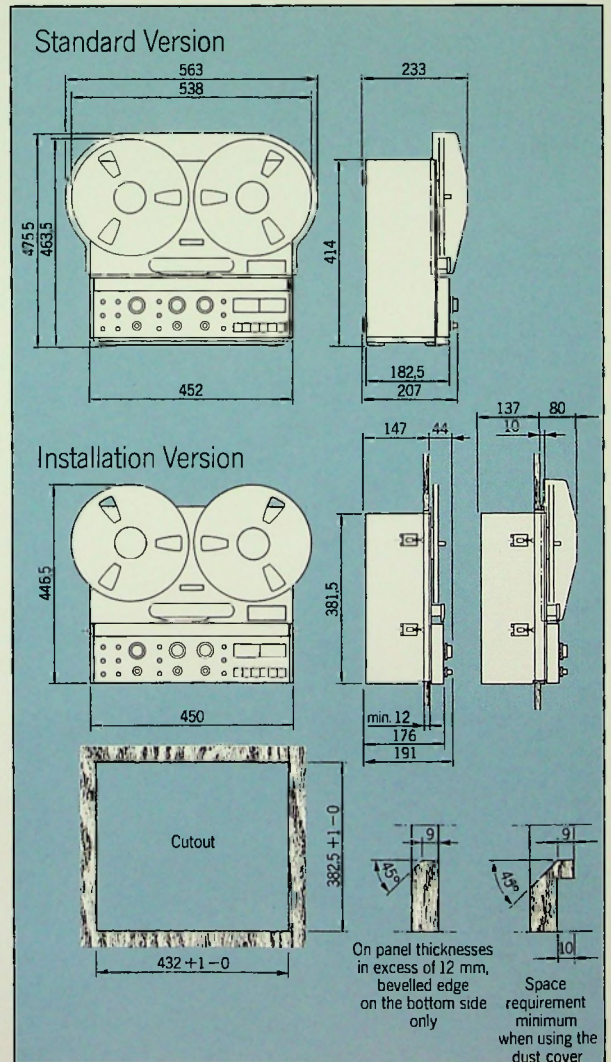 Standard Version
563
538
233
475.5
463.5
414
452
182,5
207
Installation Version
147
44
137
80
10
446.5
381.5
450
min. 12
176
191
Cutout
382.5 +1-0
432 +1-0
9
45°
9
45°
10
On panel thicknesses
in excess of 12 mm,
bevelled edge
on the bottom side
only
Space
requirement
minimum
when using the
dust cover